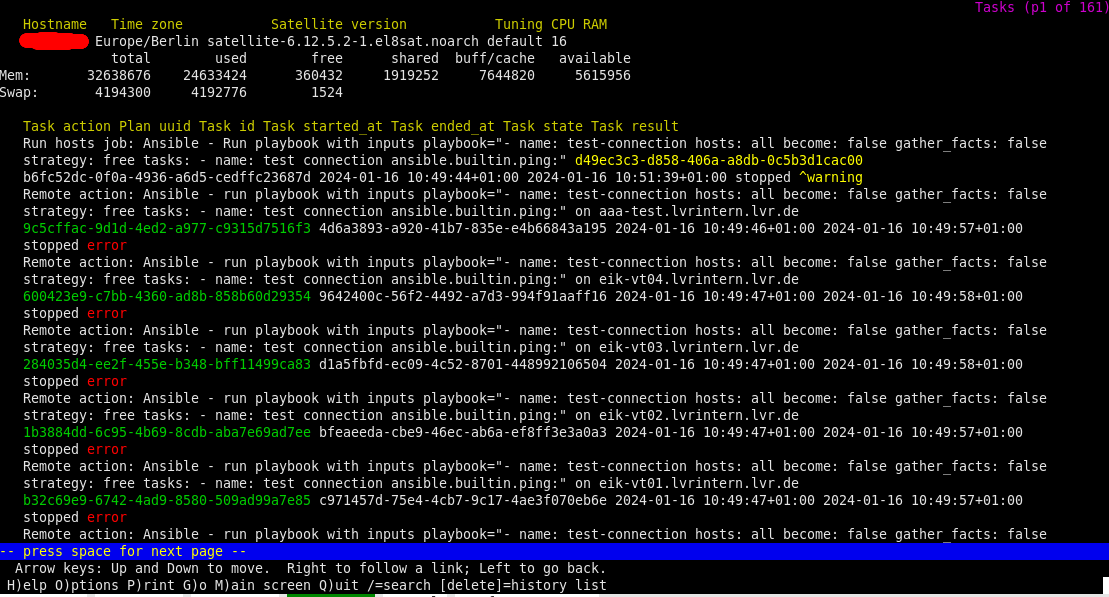 Tasks (p1 of 161)
Hostname Time zone Satellite version Tuning CPU RAM
Europe/Berlin satellite-6.12.5.2-1.el8sat.noarch default 16
total used free shared buff/cache available
Mem: 32638676 24633424 360432 1919252 7644820 5615956
Swap: 4194300 4192776 1524
Task action Plan uuid Task id Task started_at Task ended_at Task state Task result
Run hosts job: Ansible - Run playbook with inputs playbook="- name: test-connection hosts: all become: false gather_facts: false
strategy: free tasks: - name: test connection ansible.builtin.ping:" d49ec3c3-d858-406a-a8db-0c5b3d1cac00
b6fc52dc-0f0a-4936-a6d5-cedffc23687d 2024-01-16 10:49:44+01:00 2024-01-16 10:51:39+01:00 stopped ^warning
Remote action: Ansible - run playbook with inputs playbook="- name: test-connection hosts: all become: false gather_facts: false
strategy: free tasks: - name: test connection ansible.builtin.ping:" on aaa-test.lvrintern.lvr.de
9c5cffac-9d1d-4ed2-a977-c9315d7516f3 4d6a3893-a920-41b7-835e-e4b66843a195 2024-01-16 10:49:46+01:00 2024-01-16 10:49:57+01:00
stopped error
Remote action: Ansible - run playbook with inputs playbook="- name: test-connection hosts: all become: false gather_facts: false
strategy: free tasks: - name: test connection ansible.builtin.ping:" on eik-vt04.lvrintern.lvr.de
600423e9-c7bb-4360-ad8b-858b60d29354 9642400c-56f2-4492-a7d3-994f91aaff16 2024-01-16 10:49:47+01:00 2024-01-16 10:49:58+01:00
stopped error
Remote action: Ansible - run playbook with inputs playbook="- name: test-connection hosts: all become: false gather_facts: false
strategy: free tasks: - name: test connection ansible.builtin.ping:" on eik-vt03.lvrintern.lvr.de
284035d4-ee2f-455e-b348-bff11499ca83 d1a5fbfd-ec09-4c52-8701-448992106504 2024-01-16 10:49:47+01:00 2024-01-16 10:49:58+01:00
stopped error
Remote action: Ansible - run playbook with inputs playbook="- name: test-connection hosts: all become: false gather_facts: false
strategy: free tasks: - name: test connection ansible.builtin.ping:" on eik-vt02.lvrintern.lvr.de
1b3884dd-6c95-4b69-8cdb-aba7e69ad7ee bfeaeeda-cbe9-46ec-ab6a-ef8ff3e3a0a3 2024-01-16 10:49:47+01:00 2024-01-16 10:49:57+01:00
stopped error
Remote action: Ansible - run playbook with inputs playbook="- name: test-connection hosts: all become: false gather_facts: false
strategy: free tasks: - name: test connection ansible.builtin.ping:" on eik-vt01.lvrintern.lvr.de
b32c69e9-6742-4ad9-8580-509ad99a7e85 c971457d-75e4-4cb7-9c17-4ae3f070eb6e 2024-01-16 10:49:47+01:00 2024-01-16 10:49:57+01:00
stopped error
Remote action: Ansible - run playbook with inputs playbook="- name: test-connection hosts: all become: false gather_facts: false
-- press space for next page --
Arrow keys: Up and Down to move. Right to follow a link; Left to go back.
H)elp O)ptions P)rint G)o M)ain screen Q)uit /=search [delete]=history list